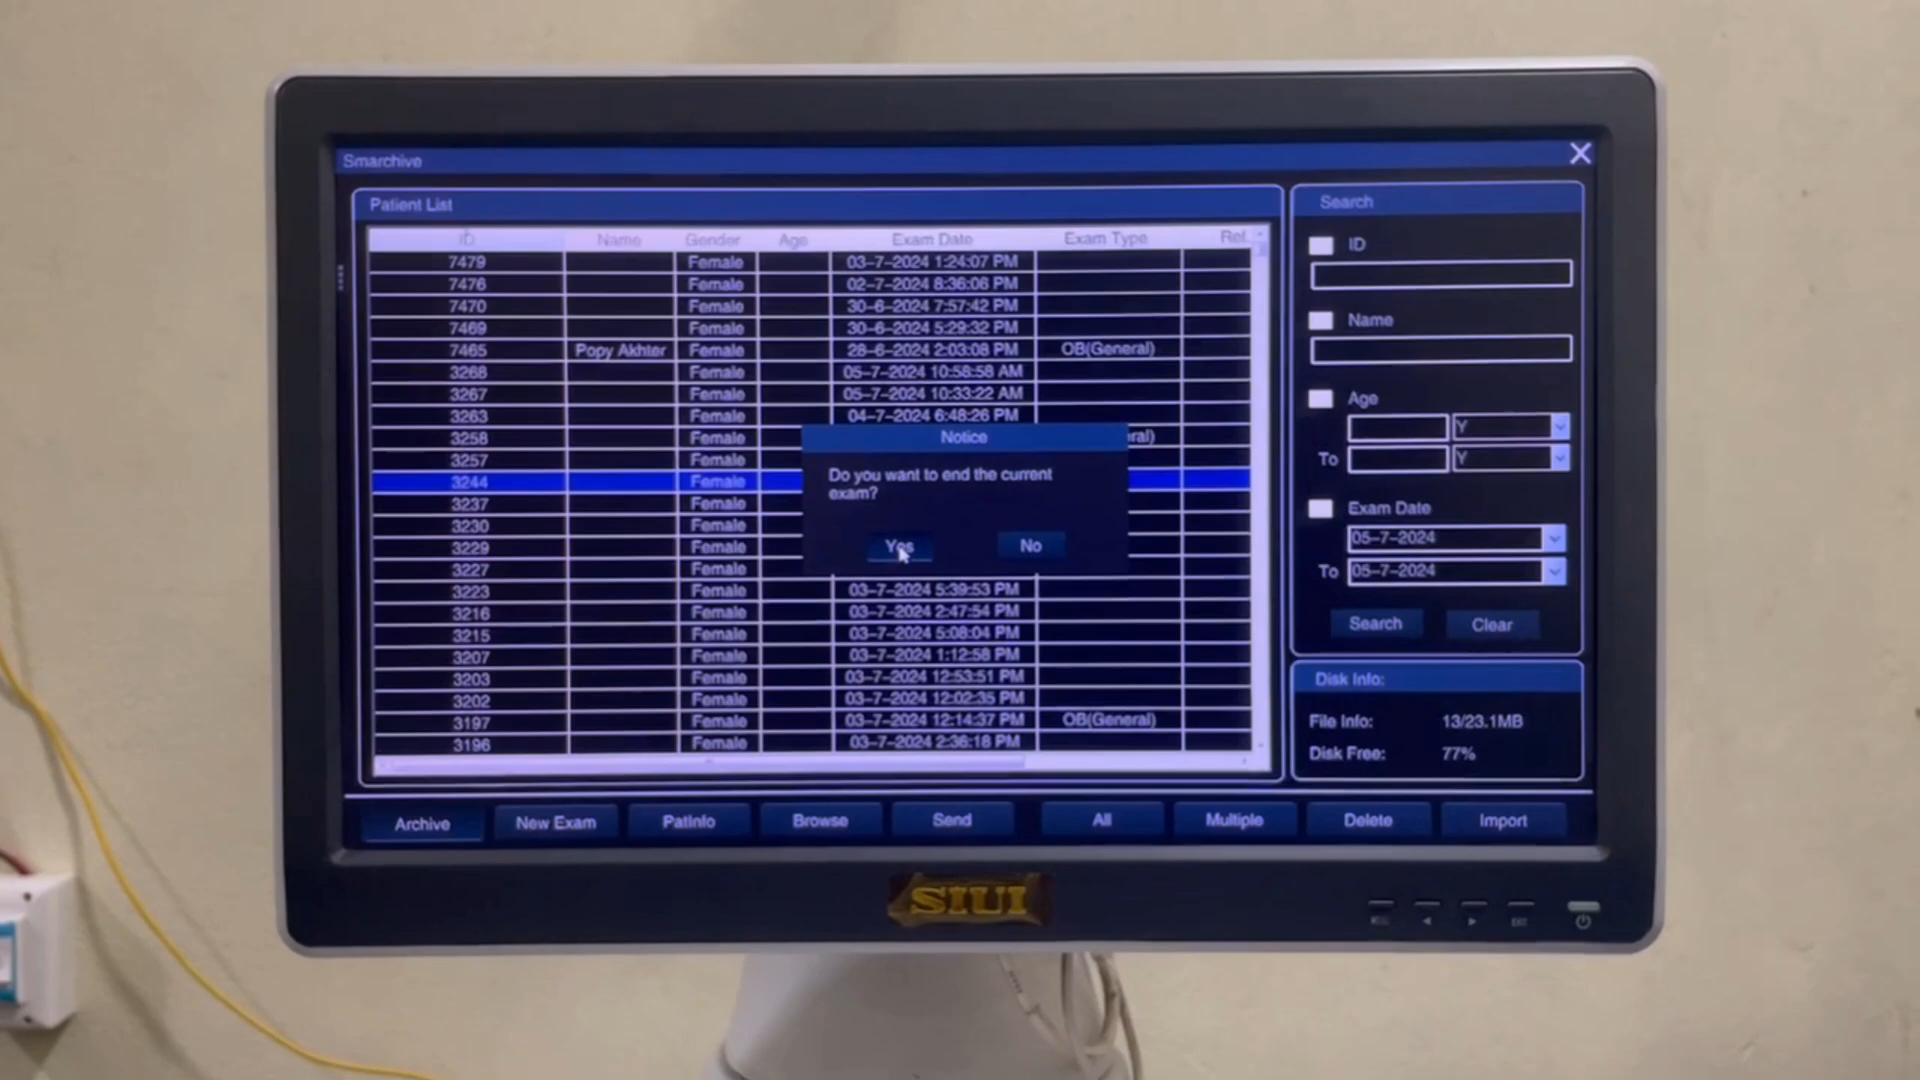 Smarchive
Patient List
ID Name Gender Age Exam Date Exam Type Ref.
7479 Female 03-7-2024 1:24:07 PM
7476 Female 02-7-2024 8:36:06 PM
7470 Female 30-6-2024 7:57:42 PM
7469 Female 30-6-2024 5:29:32 PM
7465 Popy Akhter Female 28-6-2024 2:03:08 PM OB(General)
3268 Female 05-7-2024 10:58:58 AM
3267 Female 05-7-2024 10:33:22 AM
3263 Female 04-7-2024 6:48:26 PM
3258 Female ral)
3257 Female
3244 Female
3237 Female
3230 Female
3229 Female
3227 Female
3223 Female 03-7-2024 5:39:53 PM
3216 Female 03-7-2024 2:47:54 PM
3215 Female 03-7-2024 5:08:04 PM
3207 Female 03-7-2024 1:12:58 PM
3203 Female 03-7-2024 12:53:51 PM
3202 Female 03-7-2024 12:02:35 PM
3197 Female 03-7-2024 12:14:37 PM OB(General)
3196 Female 03-7-2024 2:36:18 PM
Notice
Do you want to end the current
exam?
Yes No
Search
ID
Name
Age
Y
To Y
Exam Date
05-7-2024
To 05-7-2024
Search Clear
Disk Info:
File Info: 13/23.1MB
Disk Free: 77%
Archive New Exam PatInfo Browse Send All Multiple Delete Import
SIUI